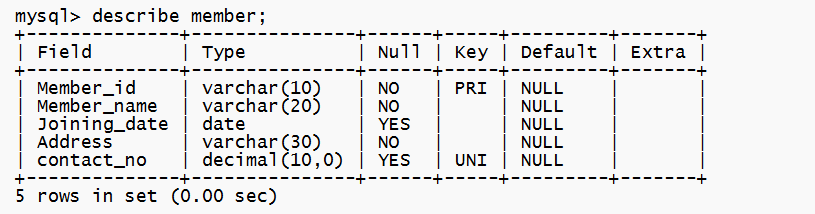 mysql> describe member;
+--------------+---------------+------+-----+---------+-------+
| Field        | Type          | Null | Key | Default | Extra |
+--------------+---------------+------+-----+---------+-------+
| Member_id    | varchar(10)   | NO   | PRI | NULL    |       |
| Member_name  | varchar(20)   | NO   |     | NULL    |       |
| Joining_date | date          | YES  |     | NULL    |       |
| Address      | varchar(30)   | NO   |     | NULL    |       |
| contact_no   | decimal(10,0) | YES  | UNI | NULL    |       |
+--------------+---------------+------+-----+---------+-------+
5 rows in set (0.00 sec)